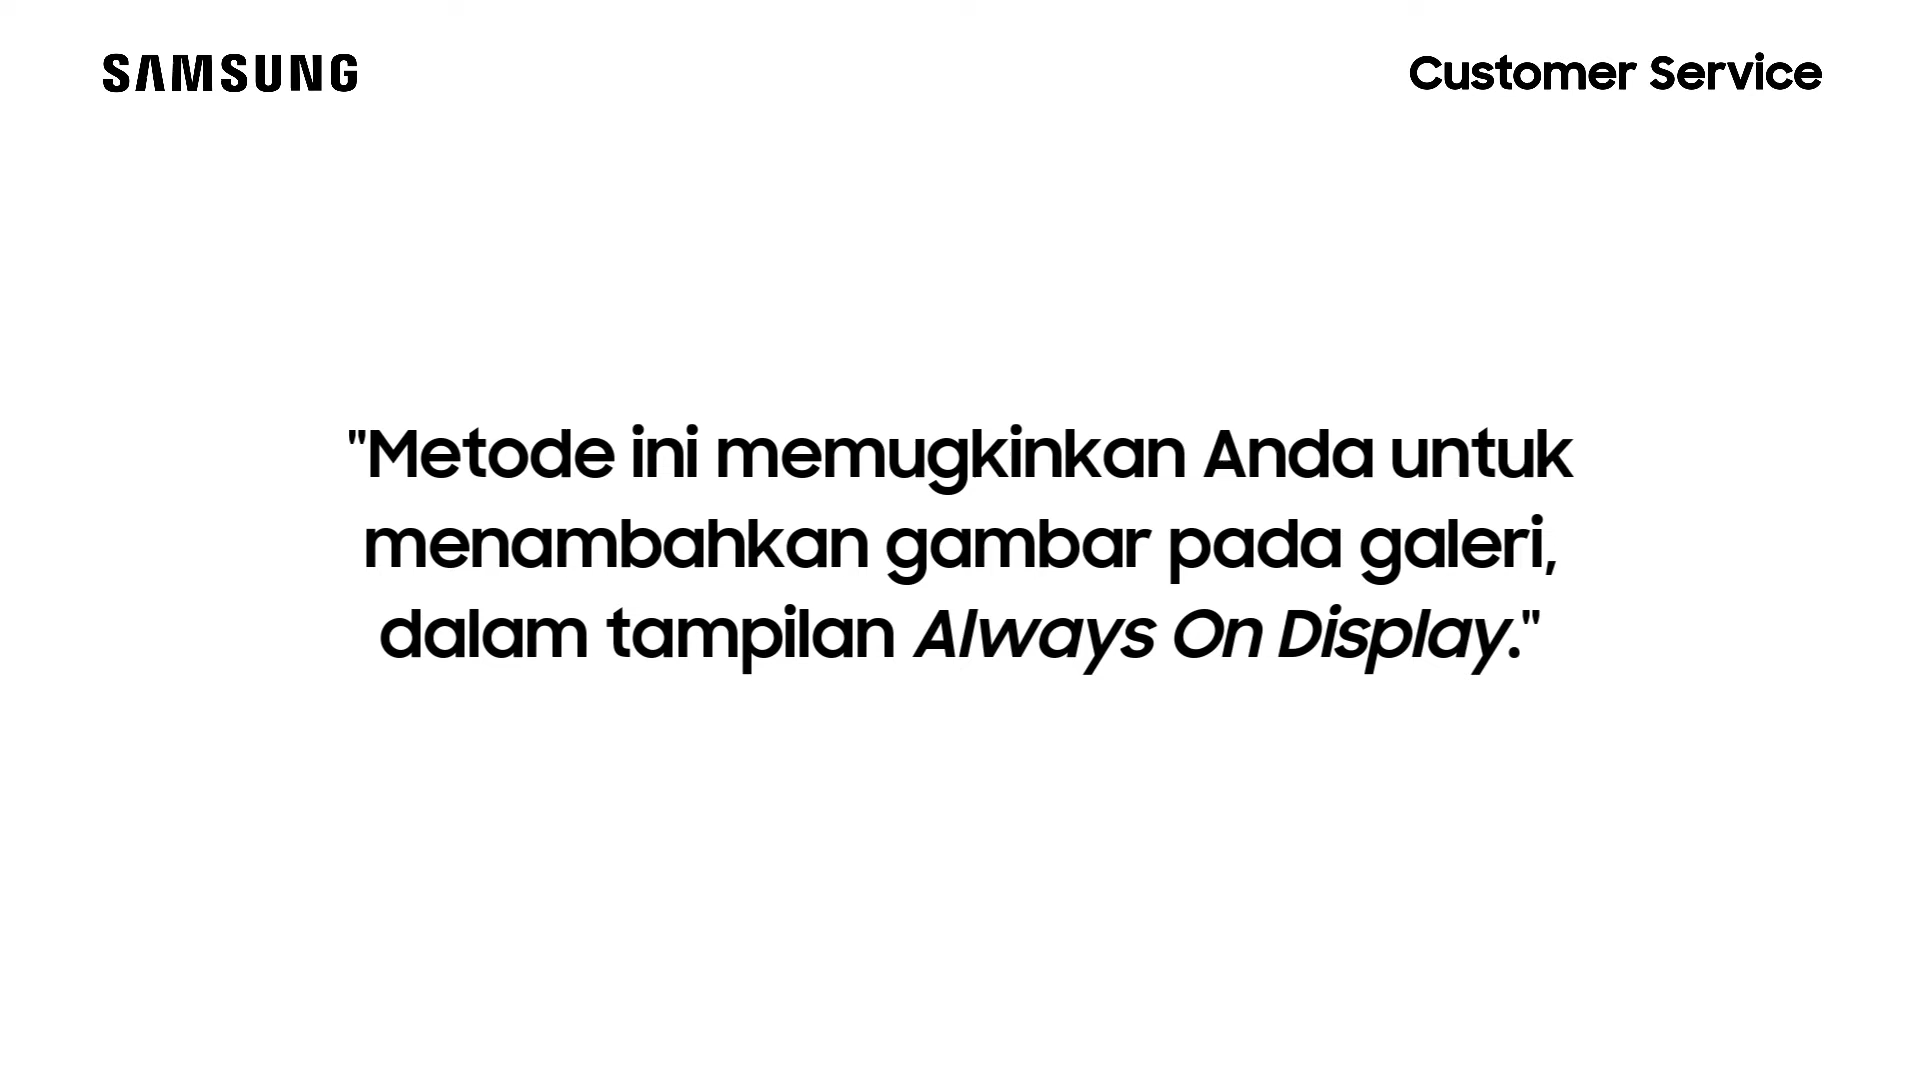 SAMSUNG
Customer Service
"Metode ini memugkinkan Anda untuk
menambahkan gambar pada galeri,
dalam tampilan Always On Display."